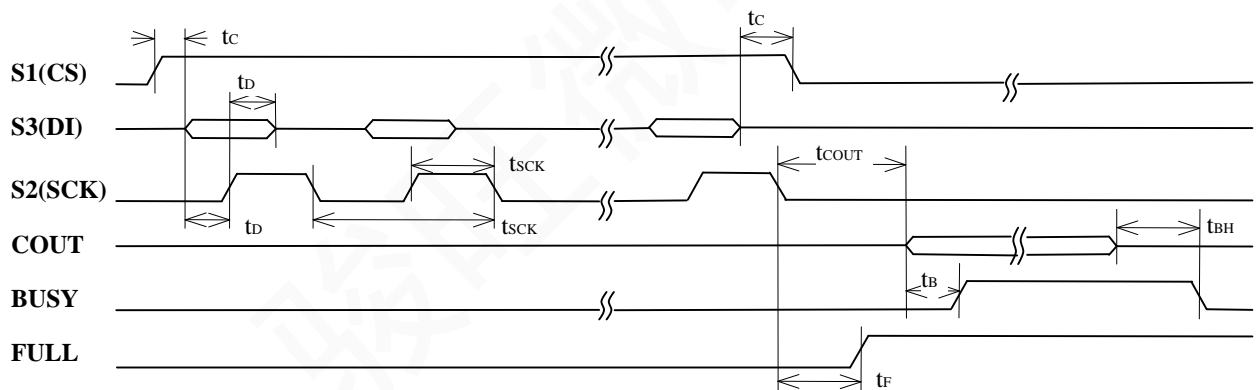 tC
tC
S1(CS)
tD
S3(DI)
tSCK
tCOUT
S2(SCK)
tD
tSCK
COUT
tBH
tB
BUSY
FULL
tF